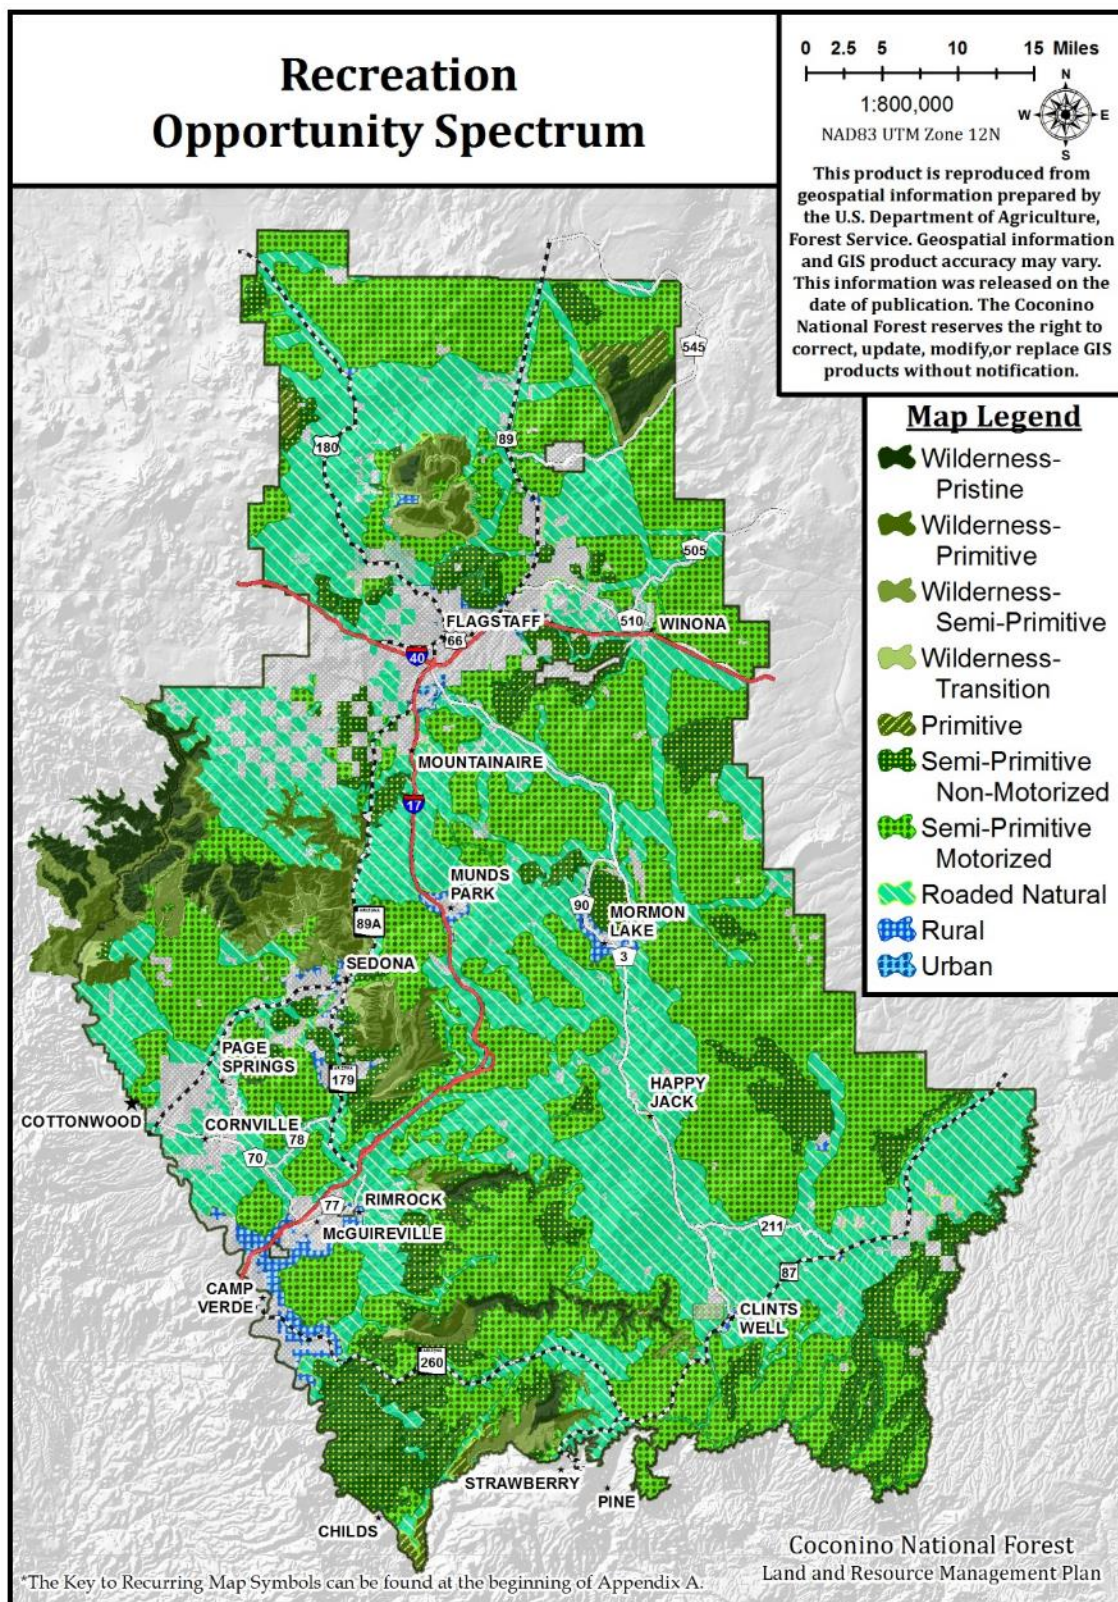 Recreation
Opportunity Spectrum
0 2.5 5 10 15 Miles
1:800,000
NAD83 UTM Zone 12N
N
W E
S
This product is reproduced from
geospatial information prepared by
the U.S. Department of Agriculture,
Forest Service. Geospatial information
and GIS product accuracy may vary.
This information was released on the
date of publication. The Coconino
National Forest reserves the right to
correct, update, modify,or replace GIS
products without notification.
Map Legend
Wilderness-
Pristine
Wilderness-
Primitive
Wilderness-
Semi-Primitive
Wilderness-
Transition
Primitive
Semi-Primitive
Non-Motorized
Semi-Primitive
Motorized
Roaded Natural
Rural
Urban
545
180
89
505
FLAGSTAFF
510
WINONA
66
40
MOUNTAINAIRE
17
MUNDS
PARK
90
MORMON
LAKE
89A
3
SEDONA
PAGE
SPRINGS
179
HAPPY
JACK
COTTONWOOD
CORNVILLE
78
70
77
RIMROCK
McGUIREVILLE
211
87
CAMP
VERDE
CLINTS
WELL
260
STRAWBERRY
PINE
CHILDS
Coconino National Forest
Land and Resource Management Plan
*The Key to Recurring Map Symbols can be found at the beginning of Appendix A.